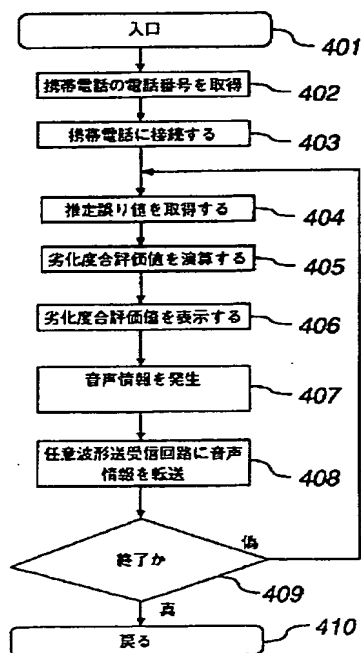 入口
401
携帯電話の電話番号を取得
402
携帯電話に接続する
403
推定誤り値を取得する
404
劣化度合評価値を演算する
405
劣化度合評価値を表示する
406
音声情報を発生
407
任意波形送受信回路に音声
情報を転送
408
終了か
偽
409
真
戻る
410